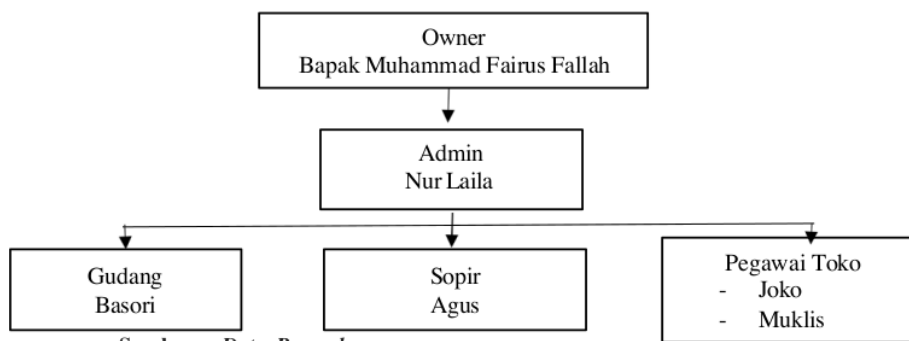 Owner
Bapak Muhammad Fairus Fallah
Admin
Nur Laila
Gudang
Basori
Sopir
Agus
Pegawai Toko
- Joko
- Muklis